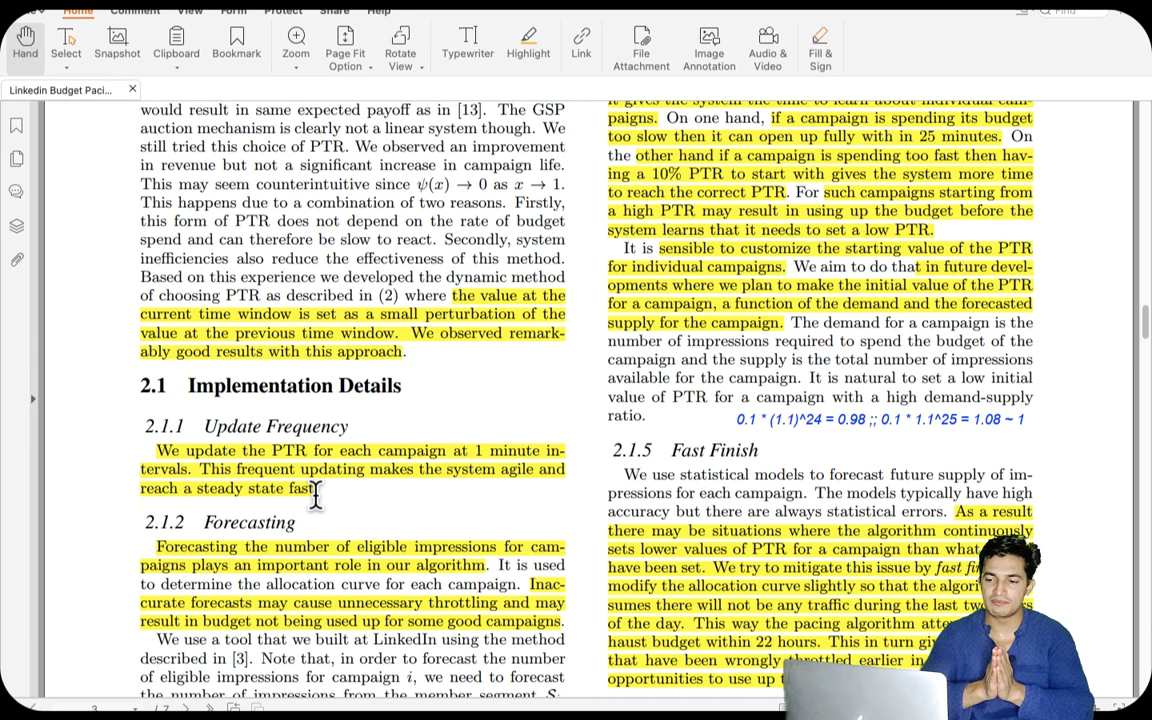 Home Comment View Form Protect Share Help
Find
Hand Select Snapshot Clipboard Bookmark Zoom Page Fit Option Rotate View Typewriter Highlight Link File Attachment Image Annotation Audio & Video Fill & Sign
Linkedin Budget Paci...
would result in same expected payoff as in [13]. The GSP
auction mechanism is clearly not a linear system though. We
still tried this choice of PTR. We observed an improvement
in revenue but not a significant increase in campaign life.
This may seem counterintuitive since ψ(x) → 0 as x → 1.
This happens due to a combination of two reasons. Firstly,
this form of PTR does not depend on the rate of budget
spend and can therefore be slow to react. Secondly, system
inefficiencies also reduce the effectiveness of this method.
Based on this experience we developed the dynamic method
of choosing PTR as described in (2) where the value at the
current time window is set as a small perturbation of the
value at the previous time window. We observed remark-
ably good results with this approach.
2.1 Implementation Details
2.1.1 Update Frequency
We update the PTR for each campaign at 1 minute in-
tervals. This frequent updating makes the system agile and
reach a steady state fast
2.1.2 Forecasting
Forecasting the number of eligible impressions for cam-
paigns plays an important role in our algorithm. It is used
to determine the allocation curve for each campaign. Inac-
curate forecasts may cause unnecessary throttling and may
result in budget not being used up for some good campaigns.
We use a tool that we built at LinkedIn using the method
described in [3]. Note that, in order to forecast the number
of eligible impressions for campaign i, we need to forecast
the number of impressions from the member segment S
it gives the system the time to learn about individual cam-
paigns. On one hand, if a campaign is spending its budget
too slow then it can open up fully with in 25 minutes. On
the other hand if a campaign is spending too fast then hav-
ing a 10% PTR to start with gives the system more time
to reach the correct PTR. For such campaigns starting from
a high PTR may result in using up the budget before the
system learns that it needs to set a low PTR.
It is sensible to customize the starting value of the PTR
for individual campaigns. We aim to do that in future devel-
opments where we plan to make the initial value of the PTR
for a campaign, a function of the demand and the forecasted
supply for the campaign. The demand for a campaign is the
number of impressions required to spend the budget of the
campaign and the supply is the total number of impressions
available for the campaign. It is natural to set a low initial
value of PTR for a campaign with a high demand-supply
ratio.
0.1 * (1.1)^24 = 0.98 ;; 0.1 * 1.1^25 = 1.08 ~ 1
2.1.5 Fast Finish
We use statistical models to forecast future supply of im-
pressions for each campaign. The models typically have high
accuracy but there are always statistical errors. As a result
there may be situations where the algorithm continuously
sets lower values of PTR for a campaign than what
have been set. We try to mitigate this issue by fast
modify the allocation curve slightly so that the
sumes there will not be any traffic during the last
of the day. This way the pacing algorithm
haust budget within 22 hours. This in turn
that have been wrongly throttled earlier in
opportunities to use up
3 / 7